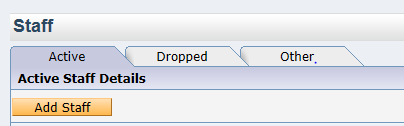 Staff
Active Dropped Other
Active Staff Details
Add Staff